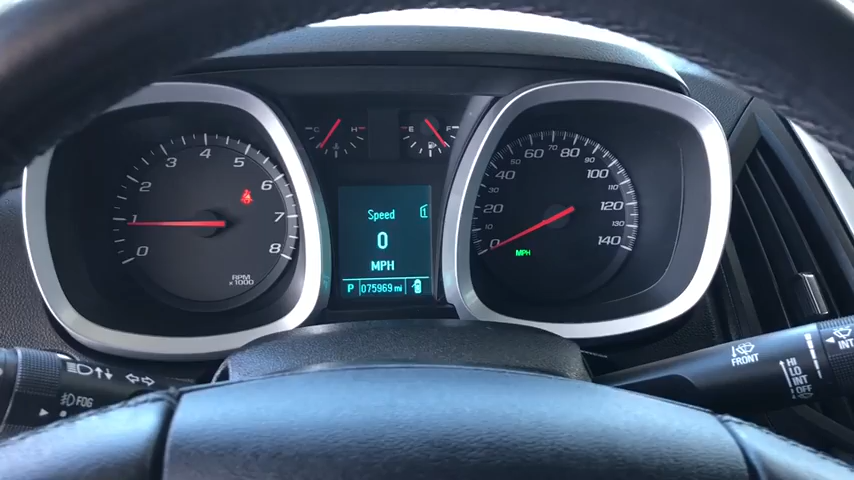 0
1
2
3
4
5
6
7
8
RPM
x1000
C H
E F
Speed
0
MPH
P 075969 mi
0
10
20
30
40
50
60
70
80
90
100
110
120
130
140
MPH
FOG
FRONT
HI
LO
INT
OFF
INT